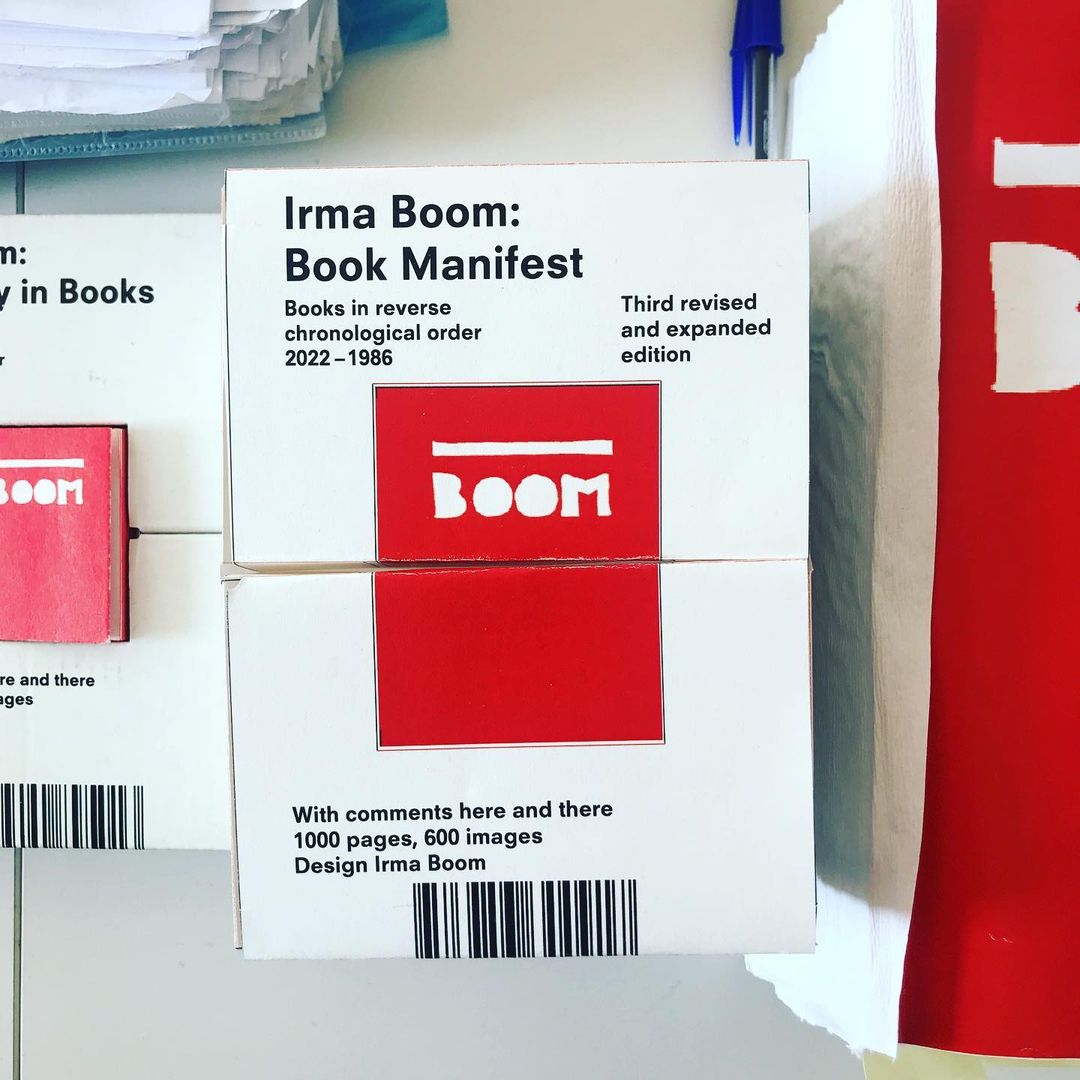 Irma Boom:
Book Manifest
Books in reverse
chronological order
2022–1986
Third revised
and expanded
edition
BOOM
With comments here and there
1000 pages, 600 images
Design Irma Boom
in Books
BOOM
and there